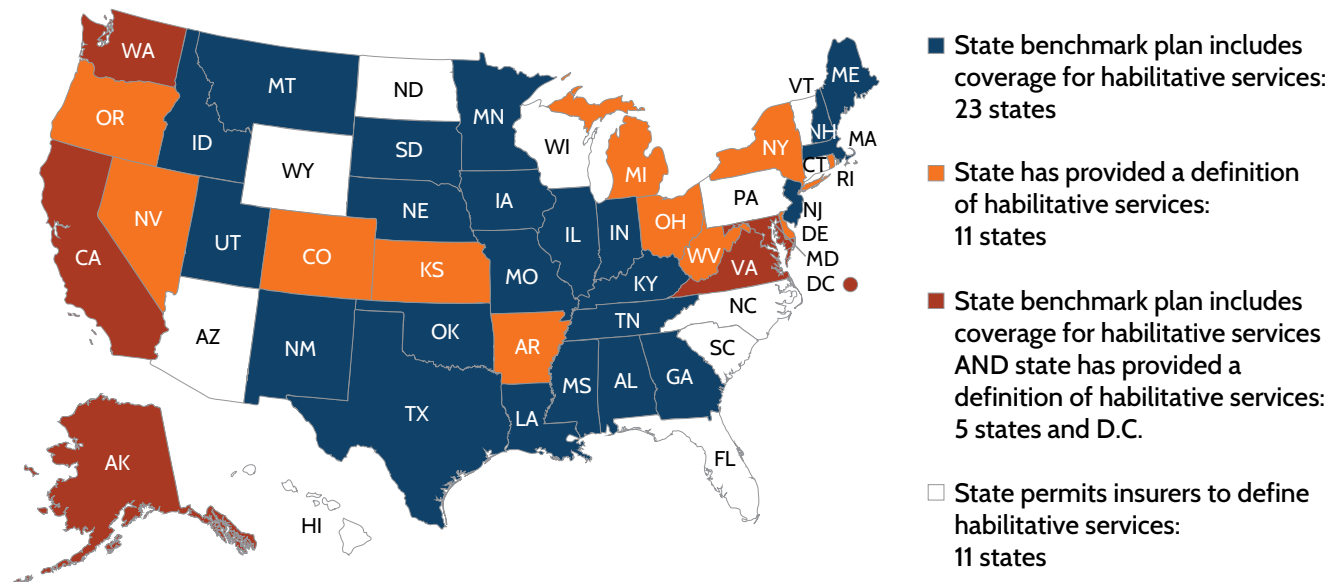 WA
MT
ND
MN
VT
ME
OR
ID
SD
WI
NH
MA
NY
WY
MI
CT
RI
NE
IA
PA
NV
UT
CO
KS
IL
IN
OH
NJ
DE
WV
MD
CA
MO
KY
VA
DC
NC
AZ
NM
OK
AR
TN
SC
MS
AL
GA
TX
LA
AK
FL
HI
State benchmark plan includes
coverage for habilitative services:
23 states
State has provided a definition
of habilitative services:
11 states
State benchmark plan includes
coverage for habilitative services
AND state has provided a
definition of habilitative services:
5 states and D.C.
State permits insurers to define
habilitative services:
11 states